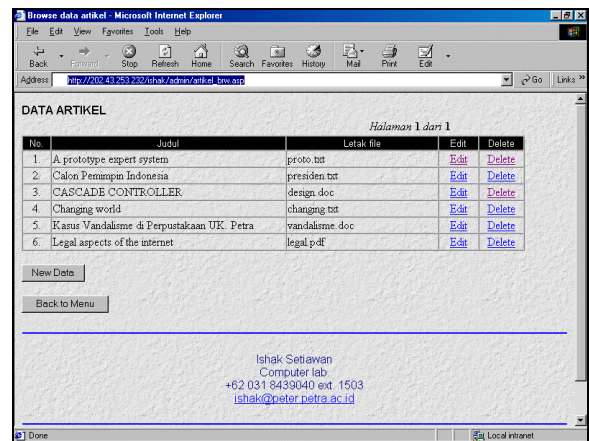 Browse data artikel - Microsoft Internet Explorer
File Edit View Favorites Tools Help
Back Forward Stop Refresh Home Search Favorites History Mail Print Edit
Address http://202.43.253.232/ishak/admin/artikel_brw.asp Go Links »
DATA ARTIKEL
Halaman 1 dari 1
No. Judul Letak file Edit Delete
1. A prototype expert system proto.txt Edit Delete
2. Calon Pemimpin Indonesia presiden.txt Edit Delete
3. CASCADE CONTROLLER design.doc Edit Delete
4. Changing world changing.txt Edit Delete
5. Kasus Vandalisme di Perpustakaan UK. Petra vandalisme.doc Edit Delete
6. Legal aspects of the internet legal.pdf Edit Delete
New Data
Back to Menu
Ishak Setiawan
Computer lab.
+62 031 8439040 ext. 1503
ishak@peter.petra.ac.id
Done Local intranet